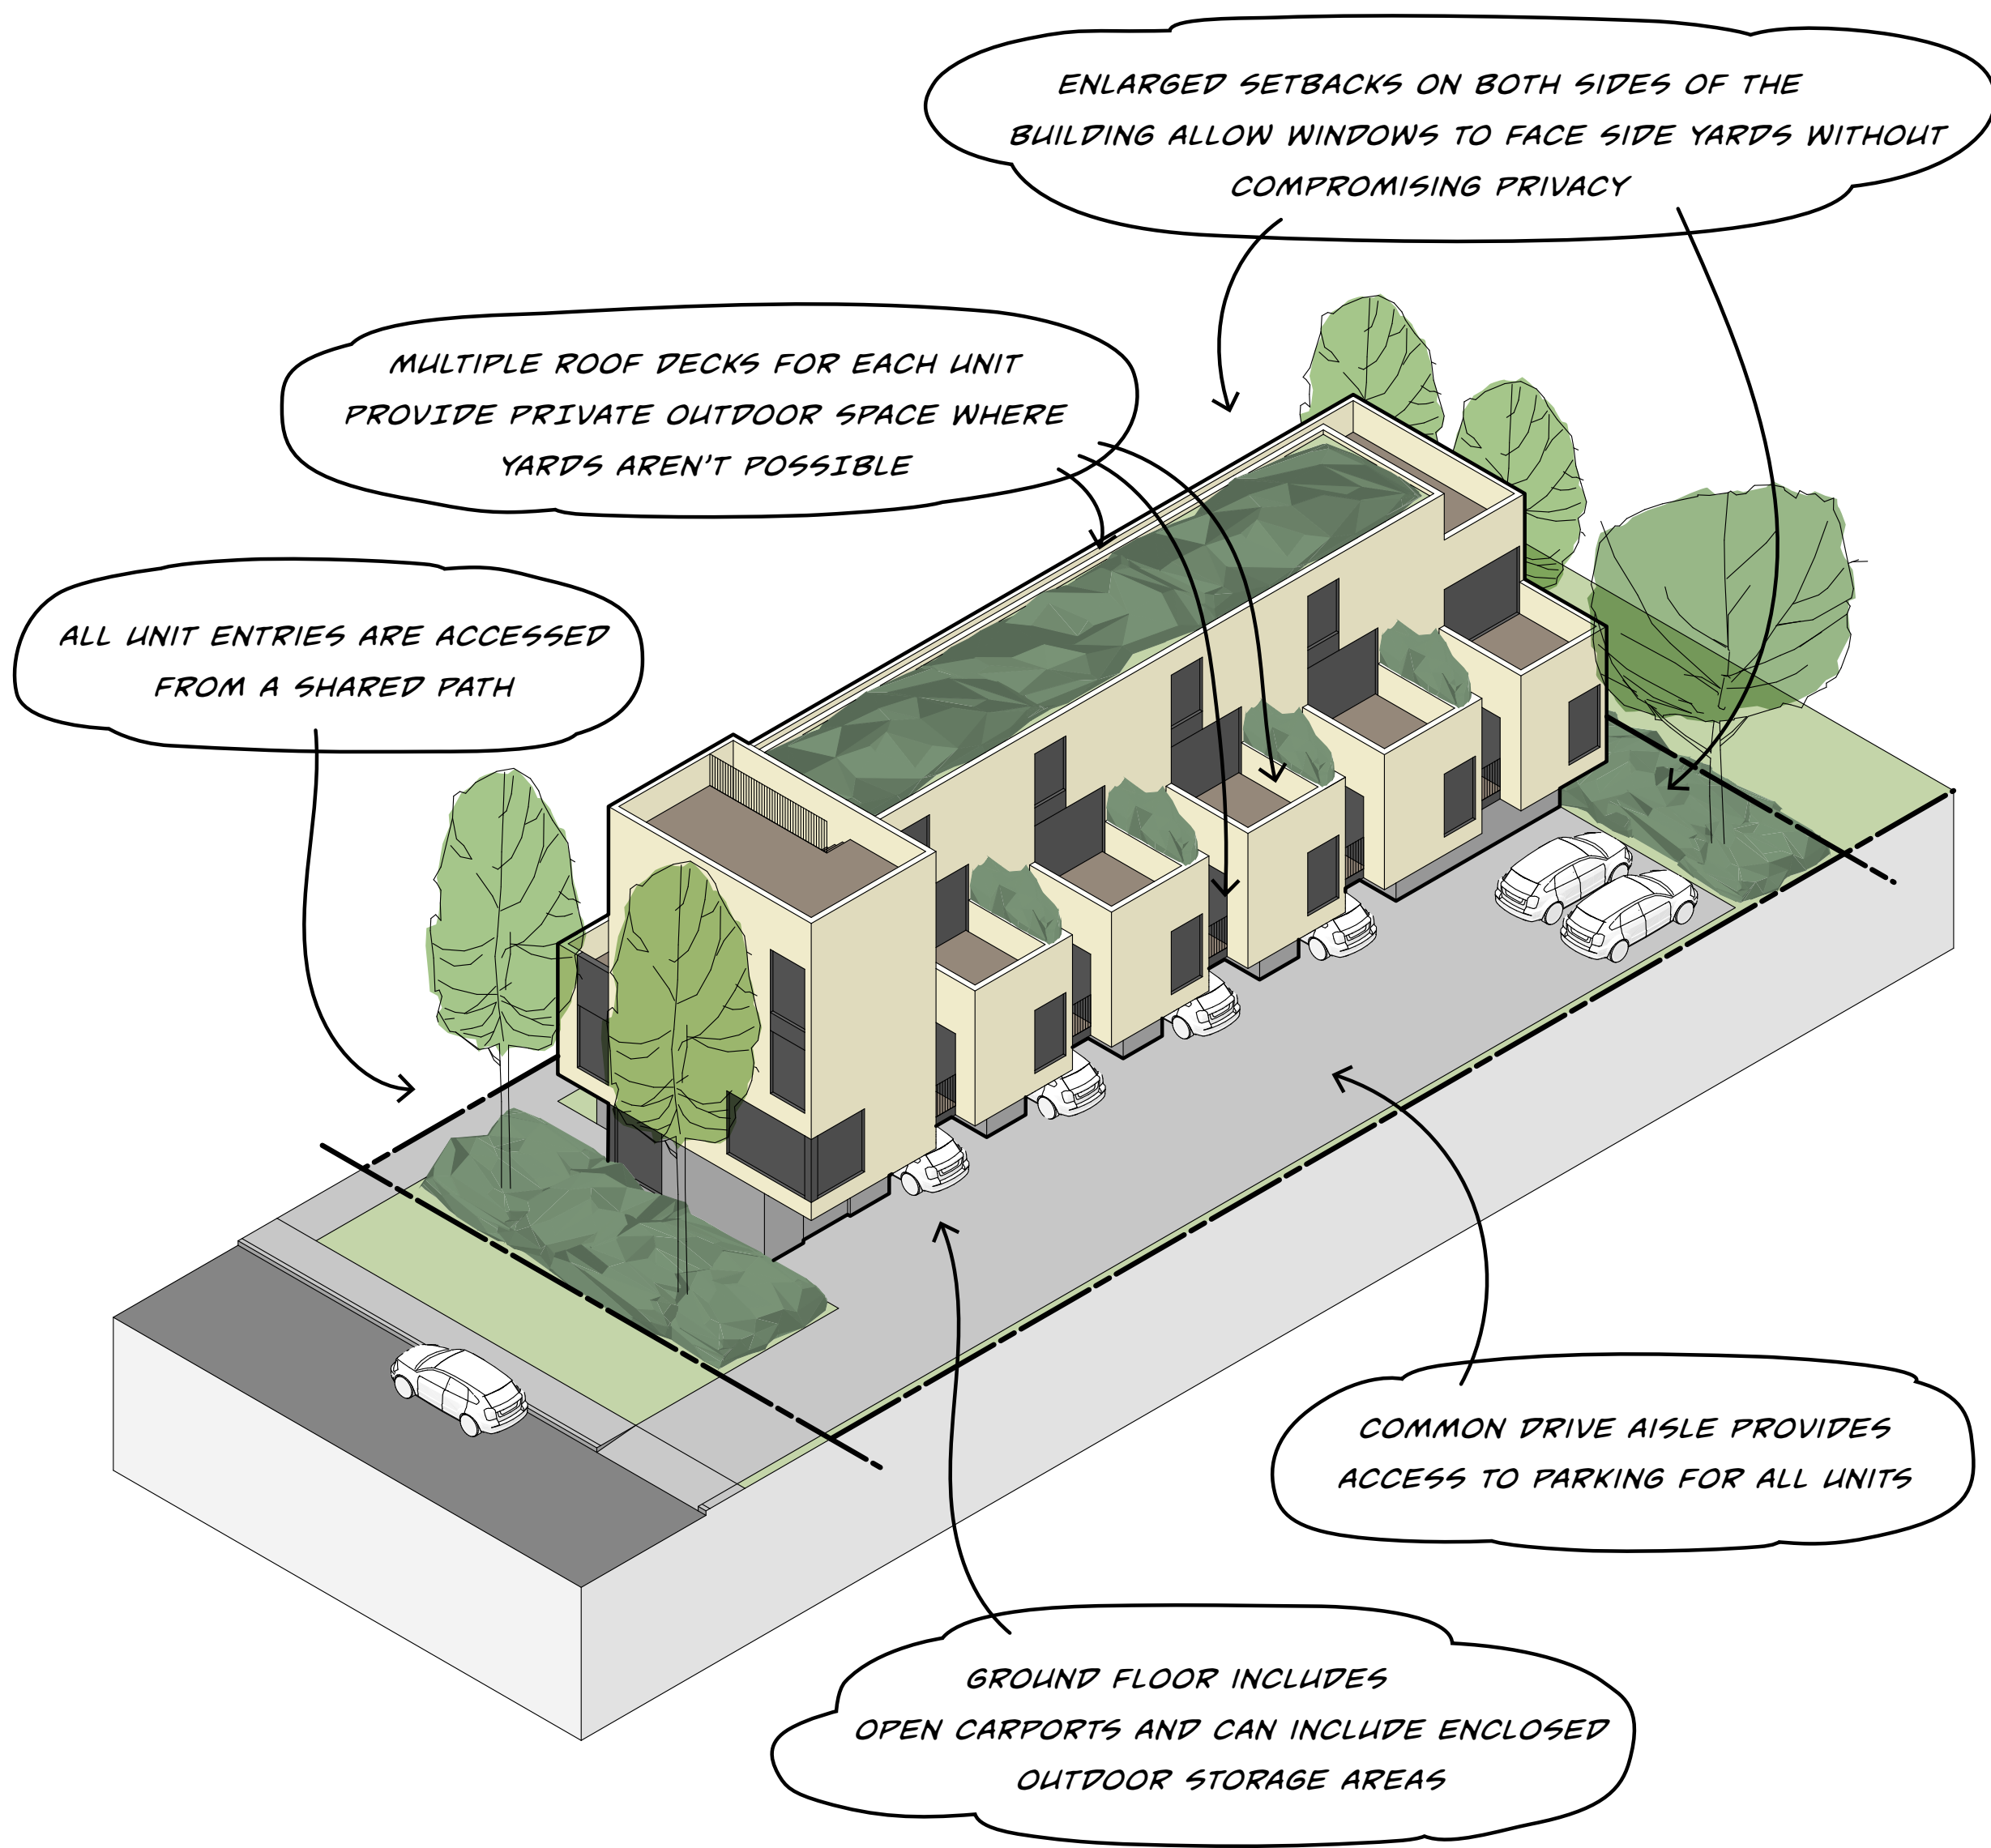 ENLARGED SETBACKS ON BOTH SIDES OF THE
BUILDING ALLOW WINDOWS TO FACE SIDE YARDS WITHOUT
COMPROMISING PRIVACY
MULTIPLE ROOF DECKS FOR EACH UNIT
PROVIDE PRIVATE OUTDOOR SPACE WHERE
YARDS AREN'T POSSIBLE
ALL UNIT ENTRIES ARE ACCESSED
FROM A SHARED PATH
COMMON DRIVE AISLE PROVIDES
ACCESS TO PARKING FOR ALL UNITS
GROUND FLOOR INCLUDES
OPEN CARPORTS AND CAN INCLUDE ENCLOSED
OUTDOOR STORAGE AREAS